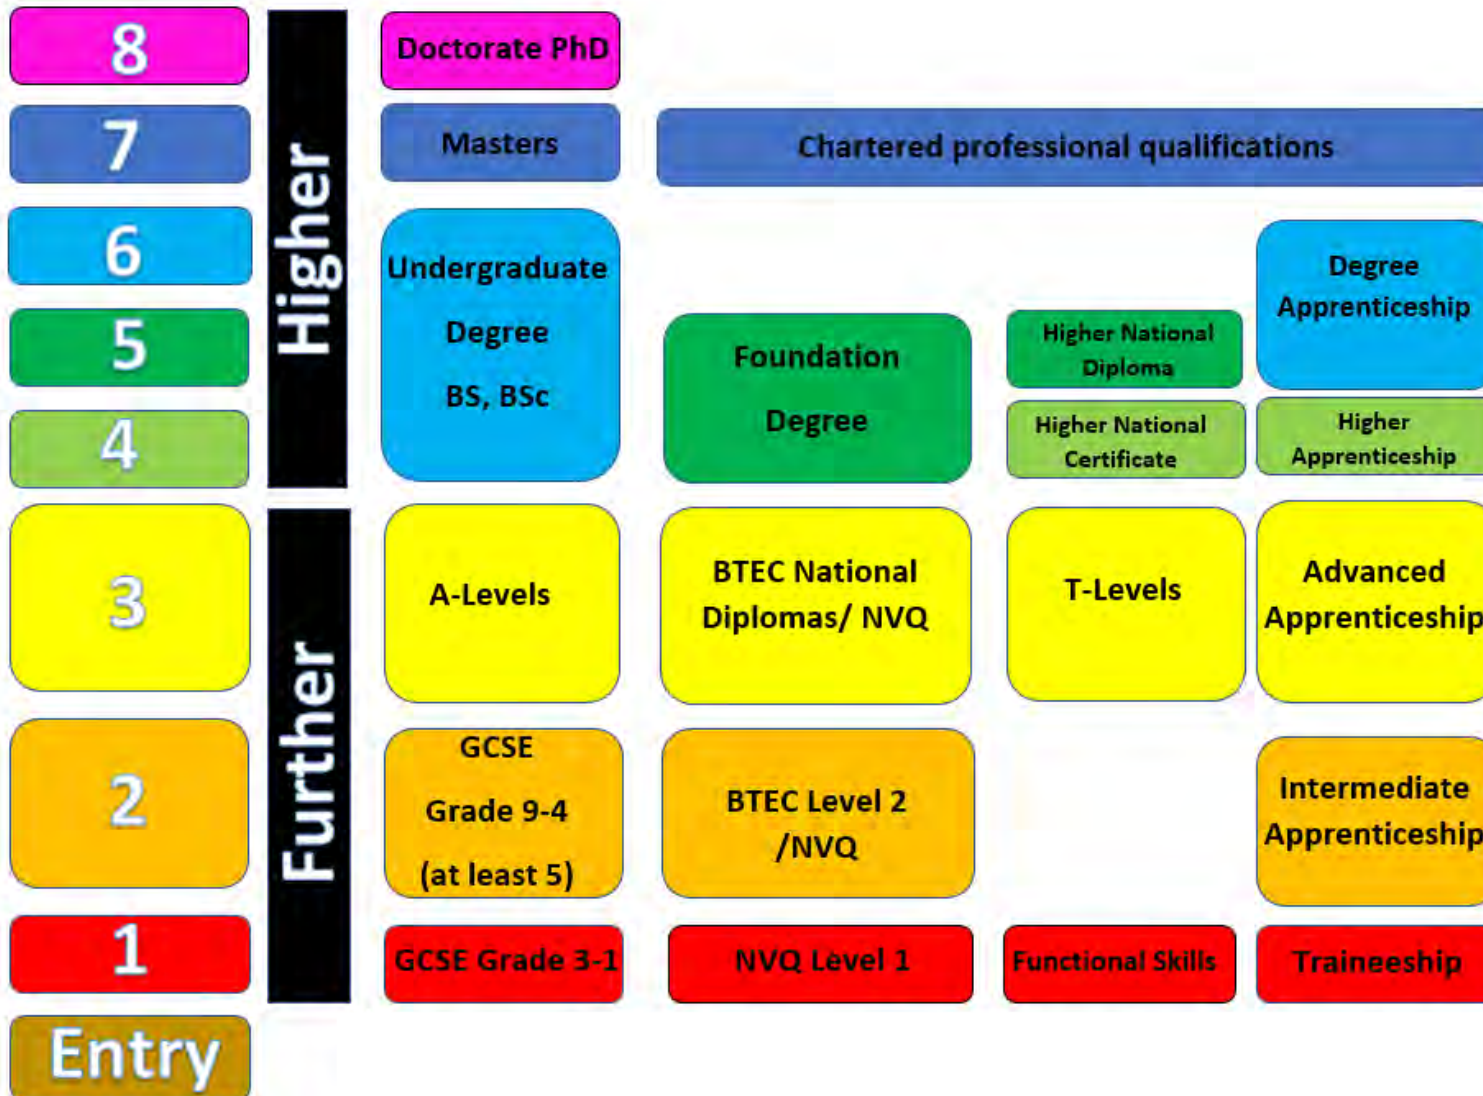 8
Higher
Doctorate PhD
7
Masters
Chartered professional qualifications
6
Undergraduate
Degree
BS, BSc
Degree
Apprenticeship
5
Foundation
Degree
Higher National
Diploma
4
Higher National
Certificate
Higher
Apprenticeship
Further
3
A-Levels
BTEC National
Diplomas/ NVQ
T-Levels
Advanced
Apprenticeship
2
GCSE
Grade 9-4
(at least 5)
BTEC Level 2
/NVQ
Intermediate
Apprenticeship
1
GCSE Grade 3-1
NVQ Level 1
Functional Skills
Traineeship
Entry